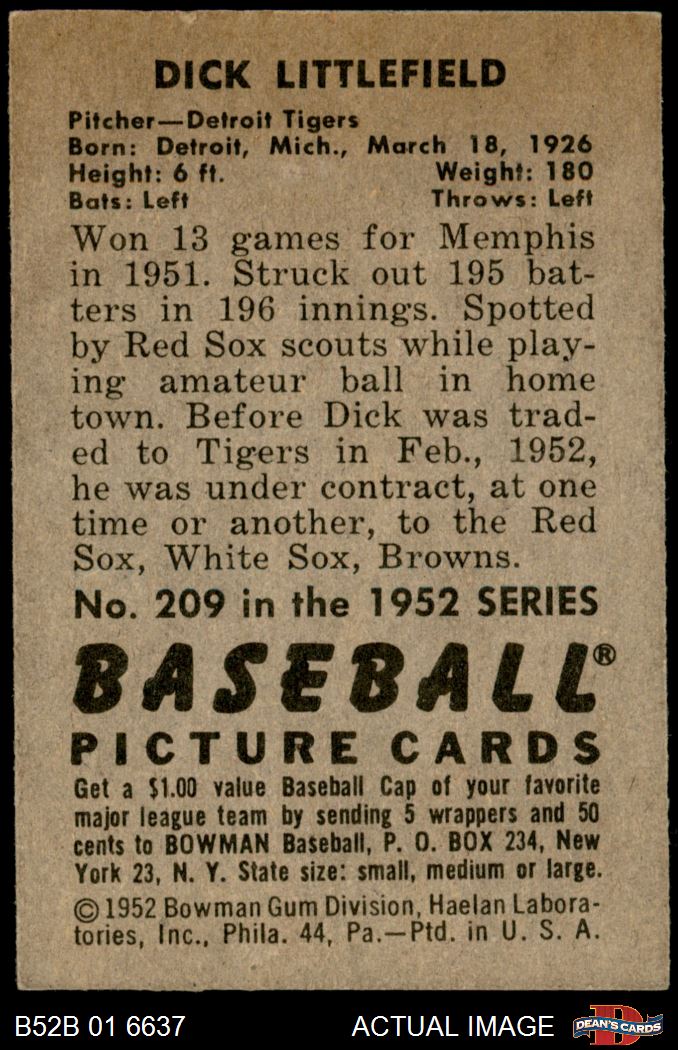 DICK LITTLEFIELD
Pitcher—Detroit Tigers
Born: Detroit, Mich., March 18, 1926
Height: 6 ft. Weight: 180
Bats: Left Throws: Left
Won 13 games for Memphis
in 1951. Struck out 195 bat-
ters in 196 innings. Spotted
by Red Sox scouts while play-
ing amateur ball in home
town. Before Dick was trad-
ed to Tigers in Feb., 1952,
he was under contract, at one
time or another, to the Red
Sox, White Sox, Browns.
No. 209 in the 1952 SERIES
BASEBALL®
PICTURE CARDS
Get a $1.00 value Baseball Cap of your favorite
major league team by sending 5 wrappers and 50
cents to BOWMAN Baseball, P. O. BOX 234, New
York 23, N. Y. State size: small, medium or large.
©1952 Bowman Gum Division, Haelan Labora-
tories, Inc., Phila. 44, Pa.—Ptd. in U. S. A.
B52B 01 6637 ACTUAL IMAGE D DEAN'S CARDS